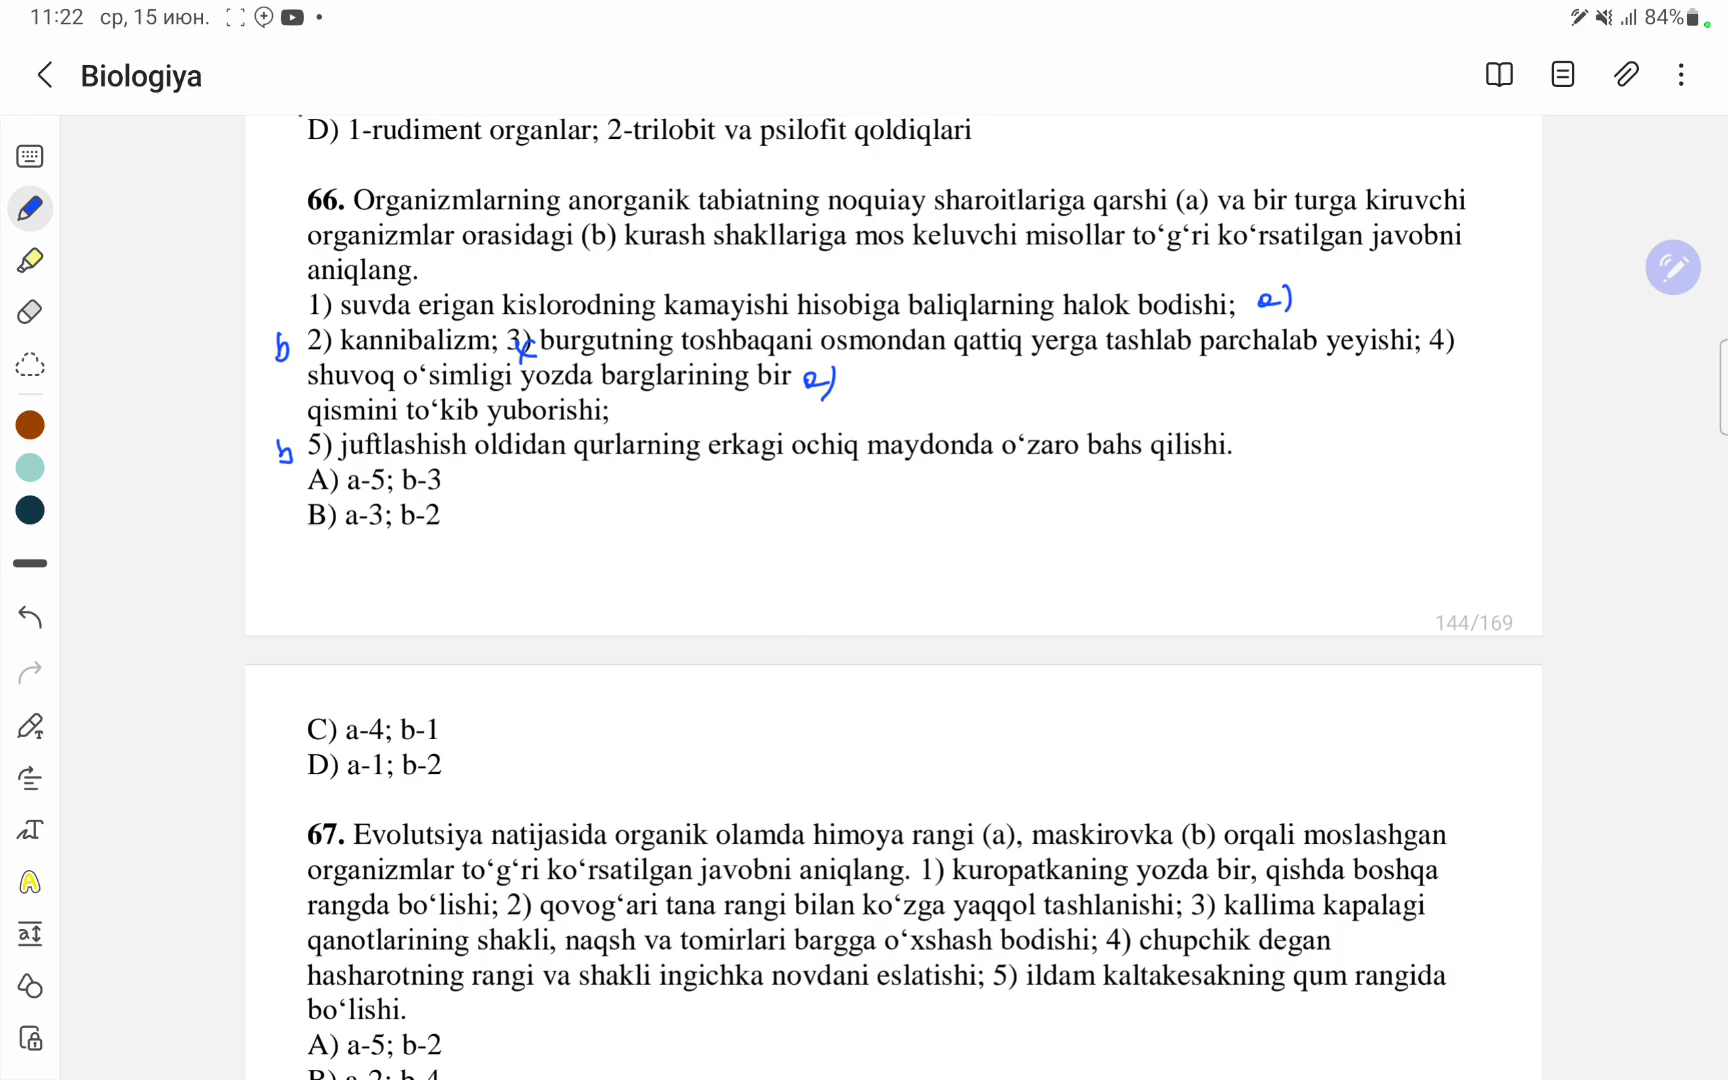 11:22 ср, 15 июн. 84%
Biologiya
D) 1-rudiment organlar; 2-trilobit va psilofit qoldiqlari
66. Organizmlarning anorganik tabiatning noquiay sharoitlariga qarshi (a) va bir turga kiruvchi
organizmlar orasidagi (b) kurash shakllariga mos keluvchi misollar to‘g‘ri ko‘rsatilgan javobni
aniqlang.
1) suvda erigan kislorodning kamayishi hisobiga baliqlarning halok bodishi; a)
b 2) kannibalizm; 3) burgutning toshbaqani osmondan qattiq yerga tashlab parchalab yeyishi; 4)
shuvoq o‘simligi yozda barglarining bir a)
qismini to‘kib yuborishi;
b 5) juftlashish oldidan qurlarning erkagi ochiq maydonda o‘zaro bahs qilishi.
A) a-5; b-3
B) a-3; b-2
144/169
C) a-4; b-1
D) a-1; b-2
67. Evolutsiya natijasida organik olamda himoya rangi (a), maskirovka (b) orqali moslashgan
organizmlar to‘g‘ri ko‘rsatilgan javobni aniqlang. 1) kuropatkaning yozda bir, qishda boshqa
rangda bo‘lishi; 2) qovog‘ari tana rangi bilan ko‘zga yaqqol tashlanishi; 3) kallima kapalagi
qanotlarining shakli, naqsh va tomirlari bargga o‘xshash bodishi; 4) chupchik degan
hasharotning rangi va shakli ingichka novdani eslatishi; 5) ildam kaltakesakning qum rangida
bo‘lishi.
A) a-5; b-2
B) a-2; b-4